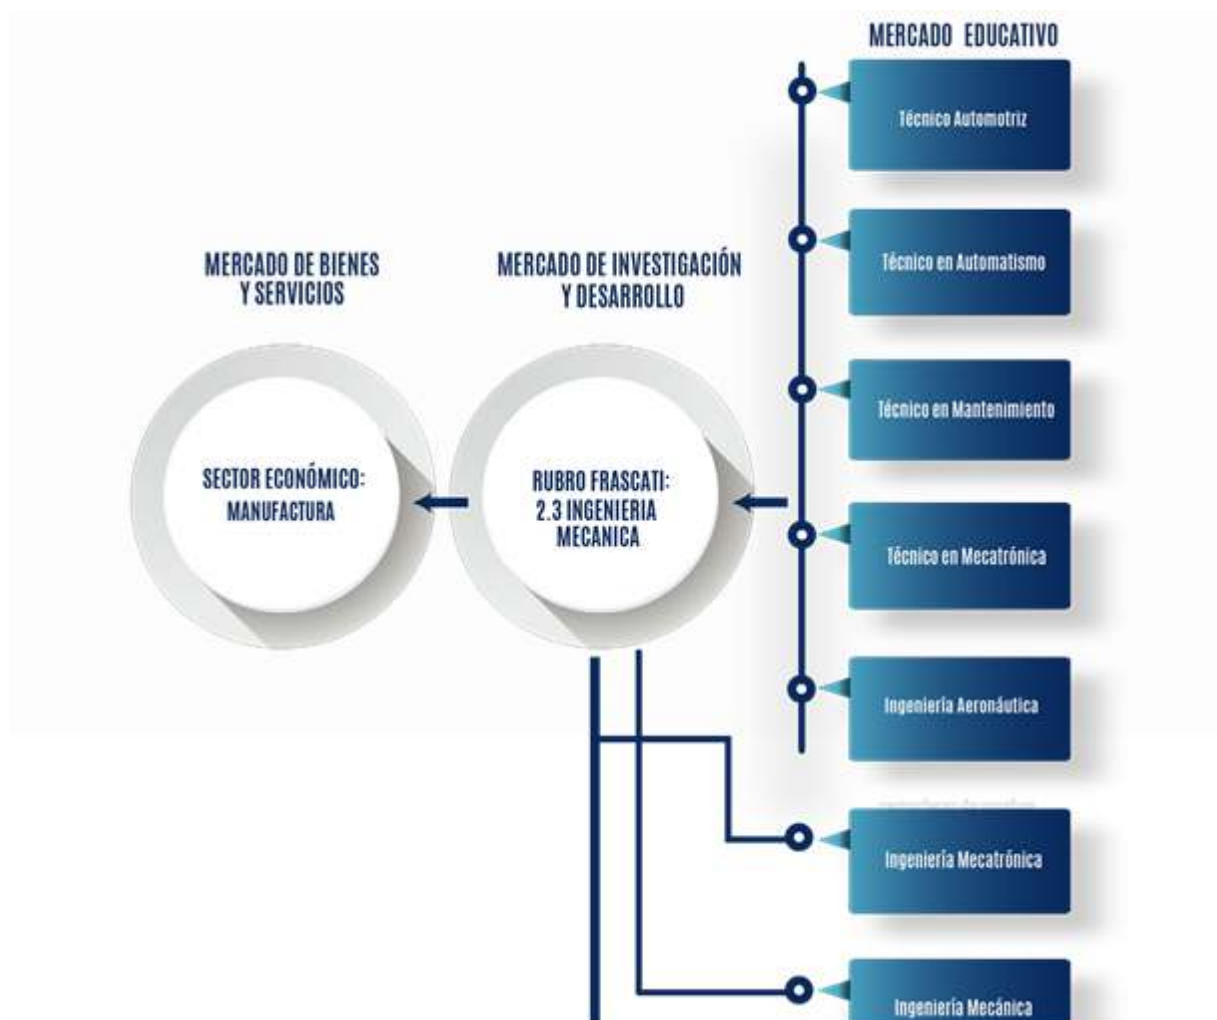 MERCADO EDUCATIVO
Técnico Automotriz
Técnico en Automatismo
MERCADO DE BIENES
Y SERVICIOS
MERCADO DE INVESTIGACIÓN
Y DESARROLLO
Técnico en Mantenimiento
SECTOR ECONÓMICO:
MANUFACTURA
RUBRO FRASCATI:
2.3 INGENIERIA
MECANICA
Técnico en Mecatrónica
Ingeniería Aeronáutica
Ingeniería Mecatrónica
Ingeniería Mecánica